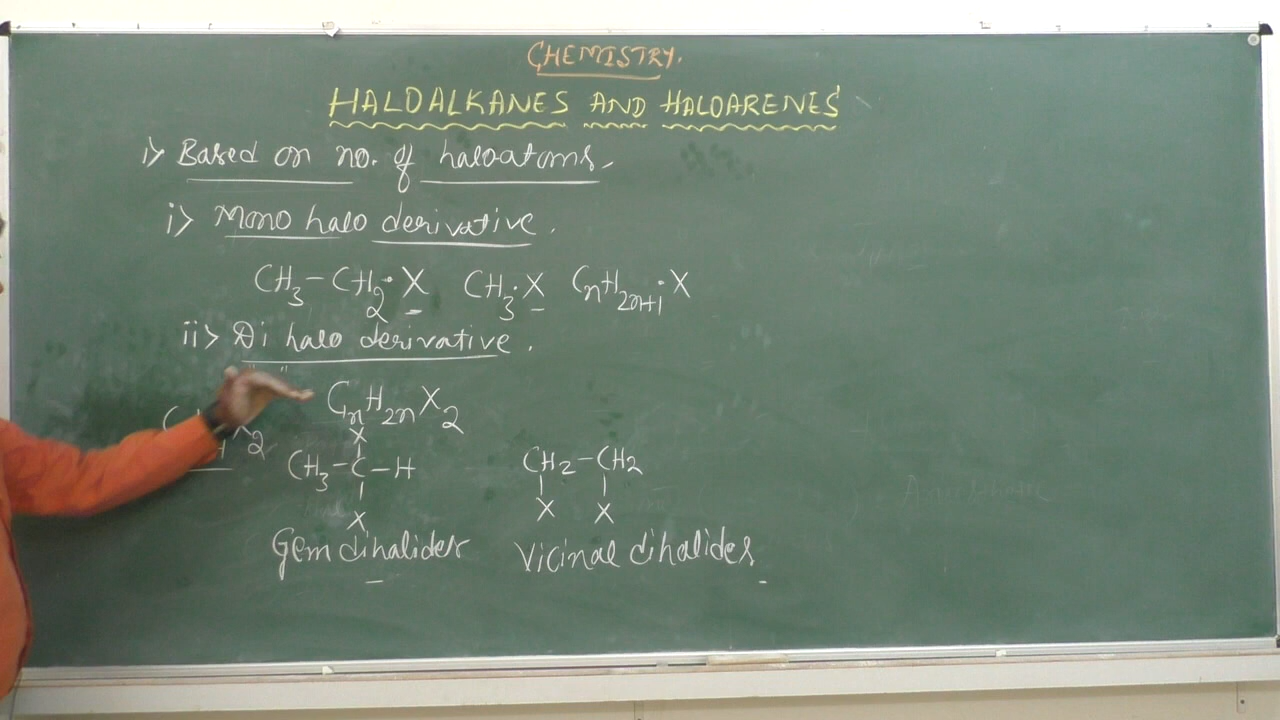 CHEMISTRY.
HALOALKANES AND HALOARENES
i> Based on no. of haloatoms.
i> Mono halo derivative.
CH3-CH2·X CH3·X CnH2n+1·X
ii> Di halo derivative.
CnH2nX2
X
CH3-C-H CH2-CH2
X X X
Gem dihalides Vicinal dihalides